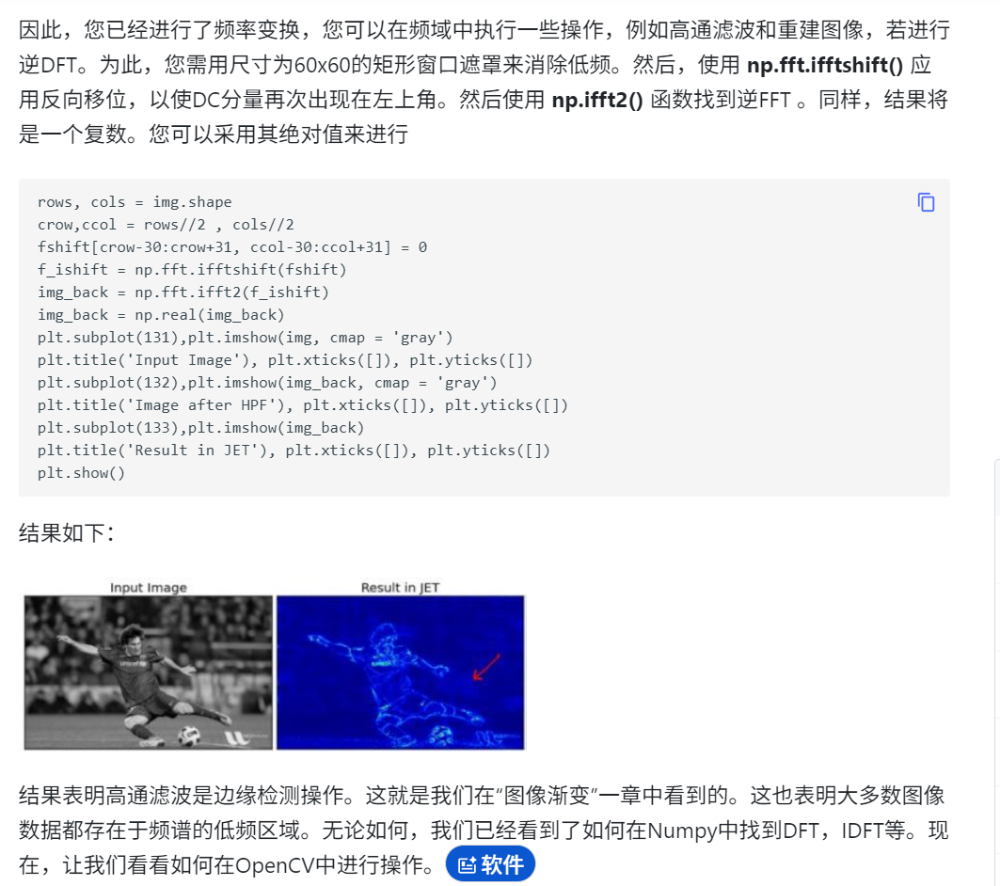 因此，您已经进行了频率变换，您可以在频域中执行一些操作，例如高通滤波和重建图像，若进行
逆DFT。为此，您需用尺寸为60x60的矩形窗口遮罩来消除低频。然后，使用 np.fft.ifftshift() 应
用反向移位，以使DC分量再次出现在左上角。然后使用 np.ifft2() 函数找到逆FFT 。同样，结果将
是一个复数。您可以采用其绝对值来进行
rows, cols = img.shape
crow,ccol = rows//2 , cols//2
fshift[crow-30:crow+31, ccol-30:ccol+31] = 0
f_ishift = np.fft.ifftshift(fshift)
img_back = np.fft.ifft2(f_ishift)
img_back = np.real(img_back)
plt.subplot(131),plt.imshow(img, cmap = 'gray')
plt.title('Input Image'), plt.xticks([]), plt.yticks([])
plt.subplot(132),plt.imshow(img_back, cmap = 'gray')
plt.title('Image after HPF'), plt.xticks([]), plt.yticks([])
plt.subplot(133),plt.imshow(img_back)
plt.title('Result in JET'), plt.xticks([]), plt.yticks([])
plt.show()
结果如下：
Input Image
Result in JET
结果表明高通滤波是边缘检测操作。这就是我们在“图像渐变”一章中看到的。这也表明大多数图像
数据都存在于频谱的低频区域。无论如何，我们已经看到了如何在Numpy中找到DFT，IDFT等。现
在，让我们看看如何在OpenCV中进行操作。 软件